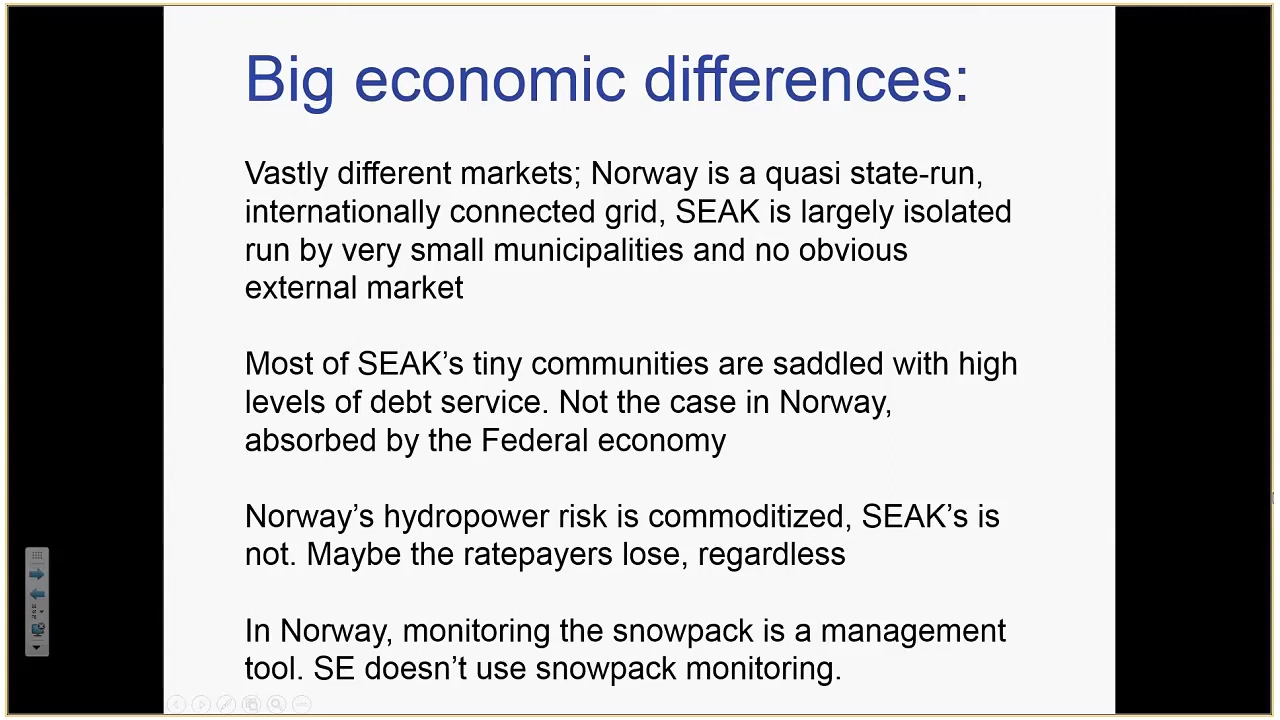 Big economic differences:
Vastly different markets; Norway is a quasi state-run,
internationally connected grid, SEAK is largely isolated
run by very small municipalities and no obvious
external market
Most of SEAK’s tiny communities are saddled with high
levels of debt service. Not the case in Norway,
absorbed by the Federal economy
Norway’s hydropower risk is commoditized, SEAK’s is
not. Maybe the ratepayers lose, regardless
In Norway, monitoring the snowpack is a management
tool. SE doesn’t use snowpack monitoring.